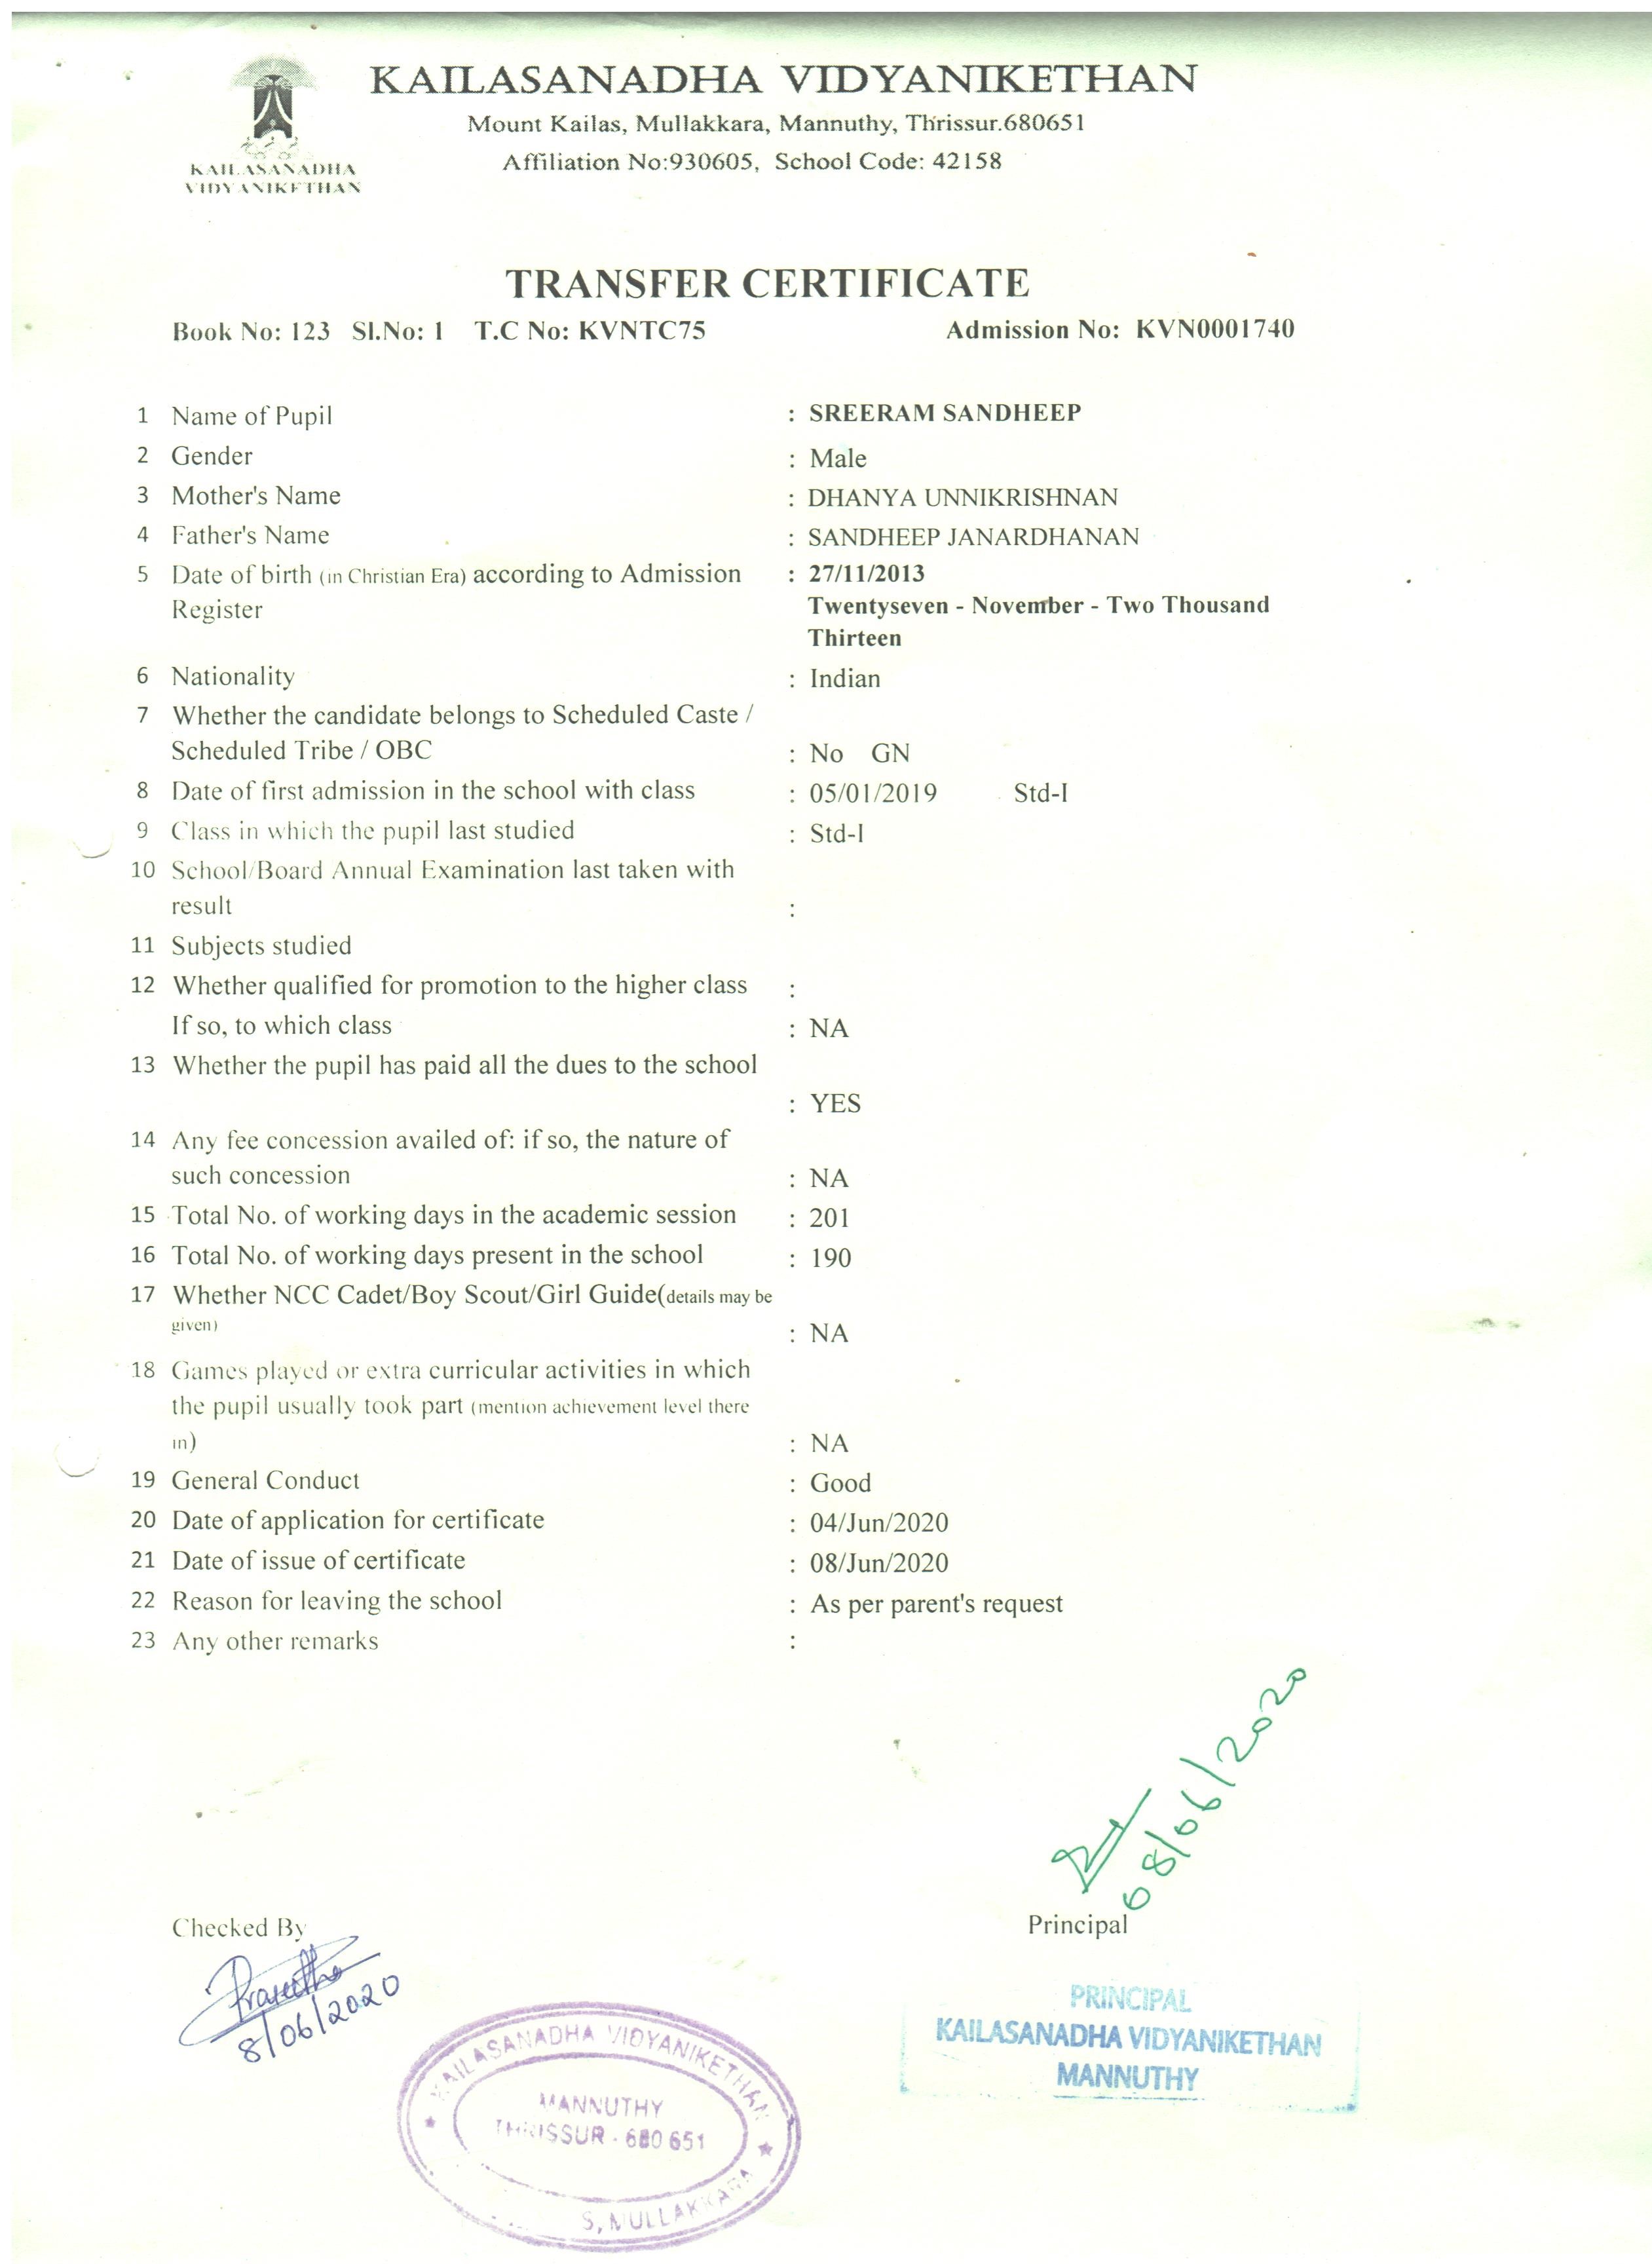 KAILASANADHA VIDYANIKETHAN
Mount Kailas, Mullakkara, Mannuthy, Thrissur.680651
Affiliation No:930605, School Code: 42158
KAILASANADHA
VIDYANIKETHAN
TRANSFER CERTIFICATE
Book No: 123 Sl.No: 1 T.C No: KVNTC75 Admission No: KVN0001740
1 Name of Pupil : SREERAM SANDHEEP
2 Gender : Male
3 Mother's Name : DHANYA UNNIKRISHNAN
4 Father's Name : SANDHEEP JANARDHANAN
5 Date of birth (in Christian Era) according to Admission : 27/11/2013
Register Twentyseven - November - Two Thousand
Thirteen
6 Nationality : Indian
7 Whether the candidate belongs to Scheduled Caste /
Scheduled Tribe / OBC : No GN
8 Date of first admission in the school with class : 05/01/2019 Std-I
9 Class in which the pupil last studied : Std-I
10 School/Board Annual Examination last taken with
result :
11 Subjects studied
12 Whether qualified for promotion to the higher class :
If so, to which class : NA
13 Whether the pupil has paid all the dues to the school
: YES
14 Any fee concession availed of: if so, the nature of
such concession : NA
15 Total No. of working days in the academic session : 201
16 Total No. of working days present in the school : 190
17 Whether NCC Cadet/Boy Scout/Girl Guide(details may be
given) : NA
18 Games played or extra curricular activities in which
the pupil usually took part (mention achievement level there
in) : NA
19 General Conduct : Good
20 Date of application for certificate : 04/Jun/2020
21 Date of issue of certificate : 08/Jun/2020
22 Reason for leaving the school : As per parent's request
23 Any other remarks :
08/06/2020
Checked By Principal
8/06/2020
PRINCIPAL
KAILASANADHA VIDYANIKETHAN
MANNUTHY
KAILASANADHA VIDYANIKETHAN
MANNUTHY
THRISSUR - 680 651
S, MULLAKKARA